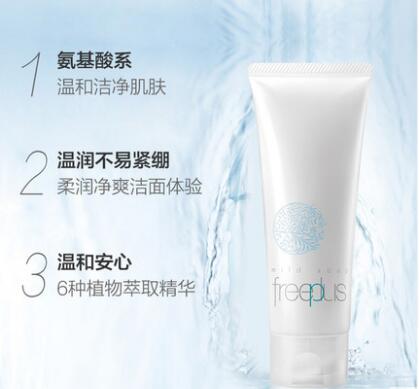 1
氨基酸系
温和洁净肌肤
2
温润不易紧绷
柔润净爽洁面体验
3
温和安心
6种植物萃取精华
mild soap
freeplus